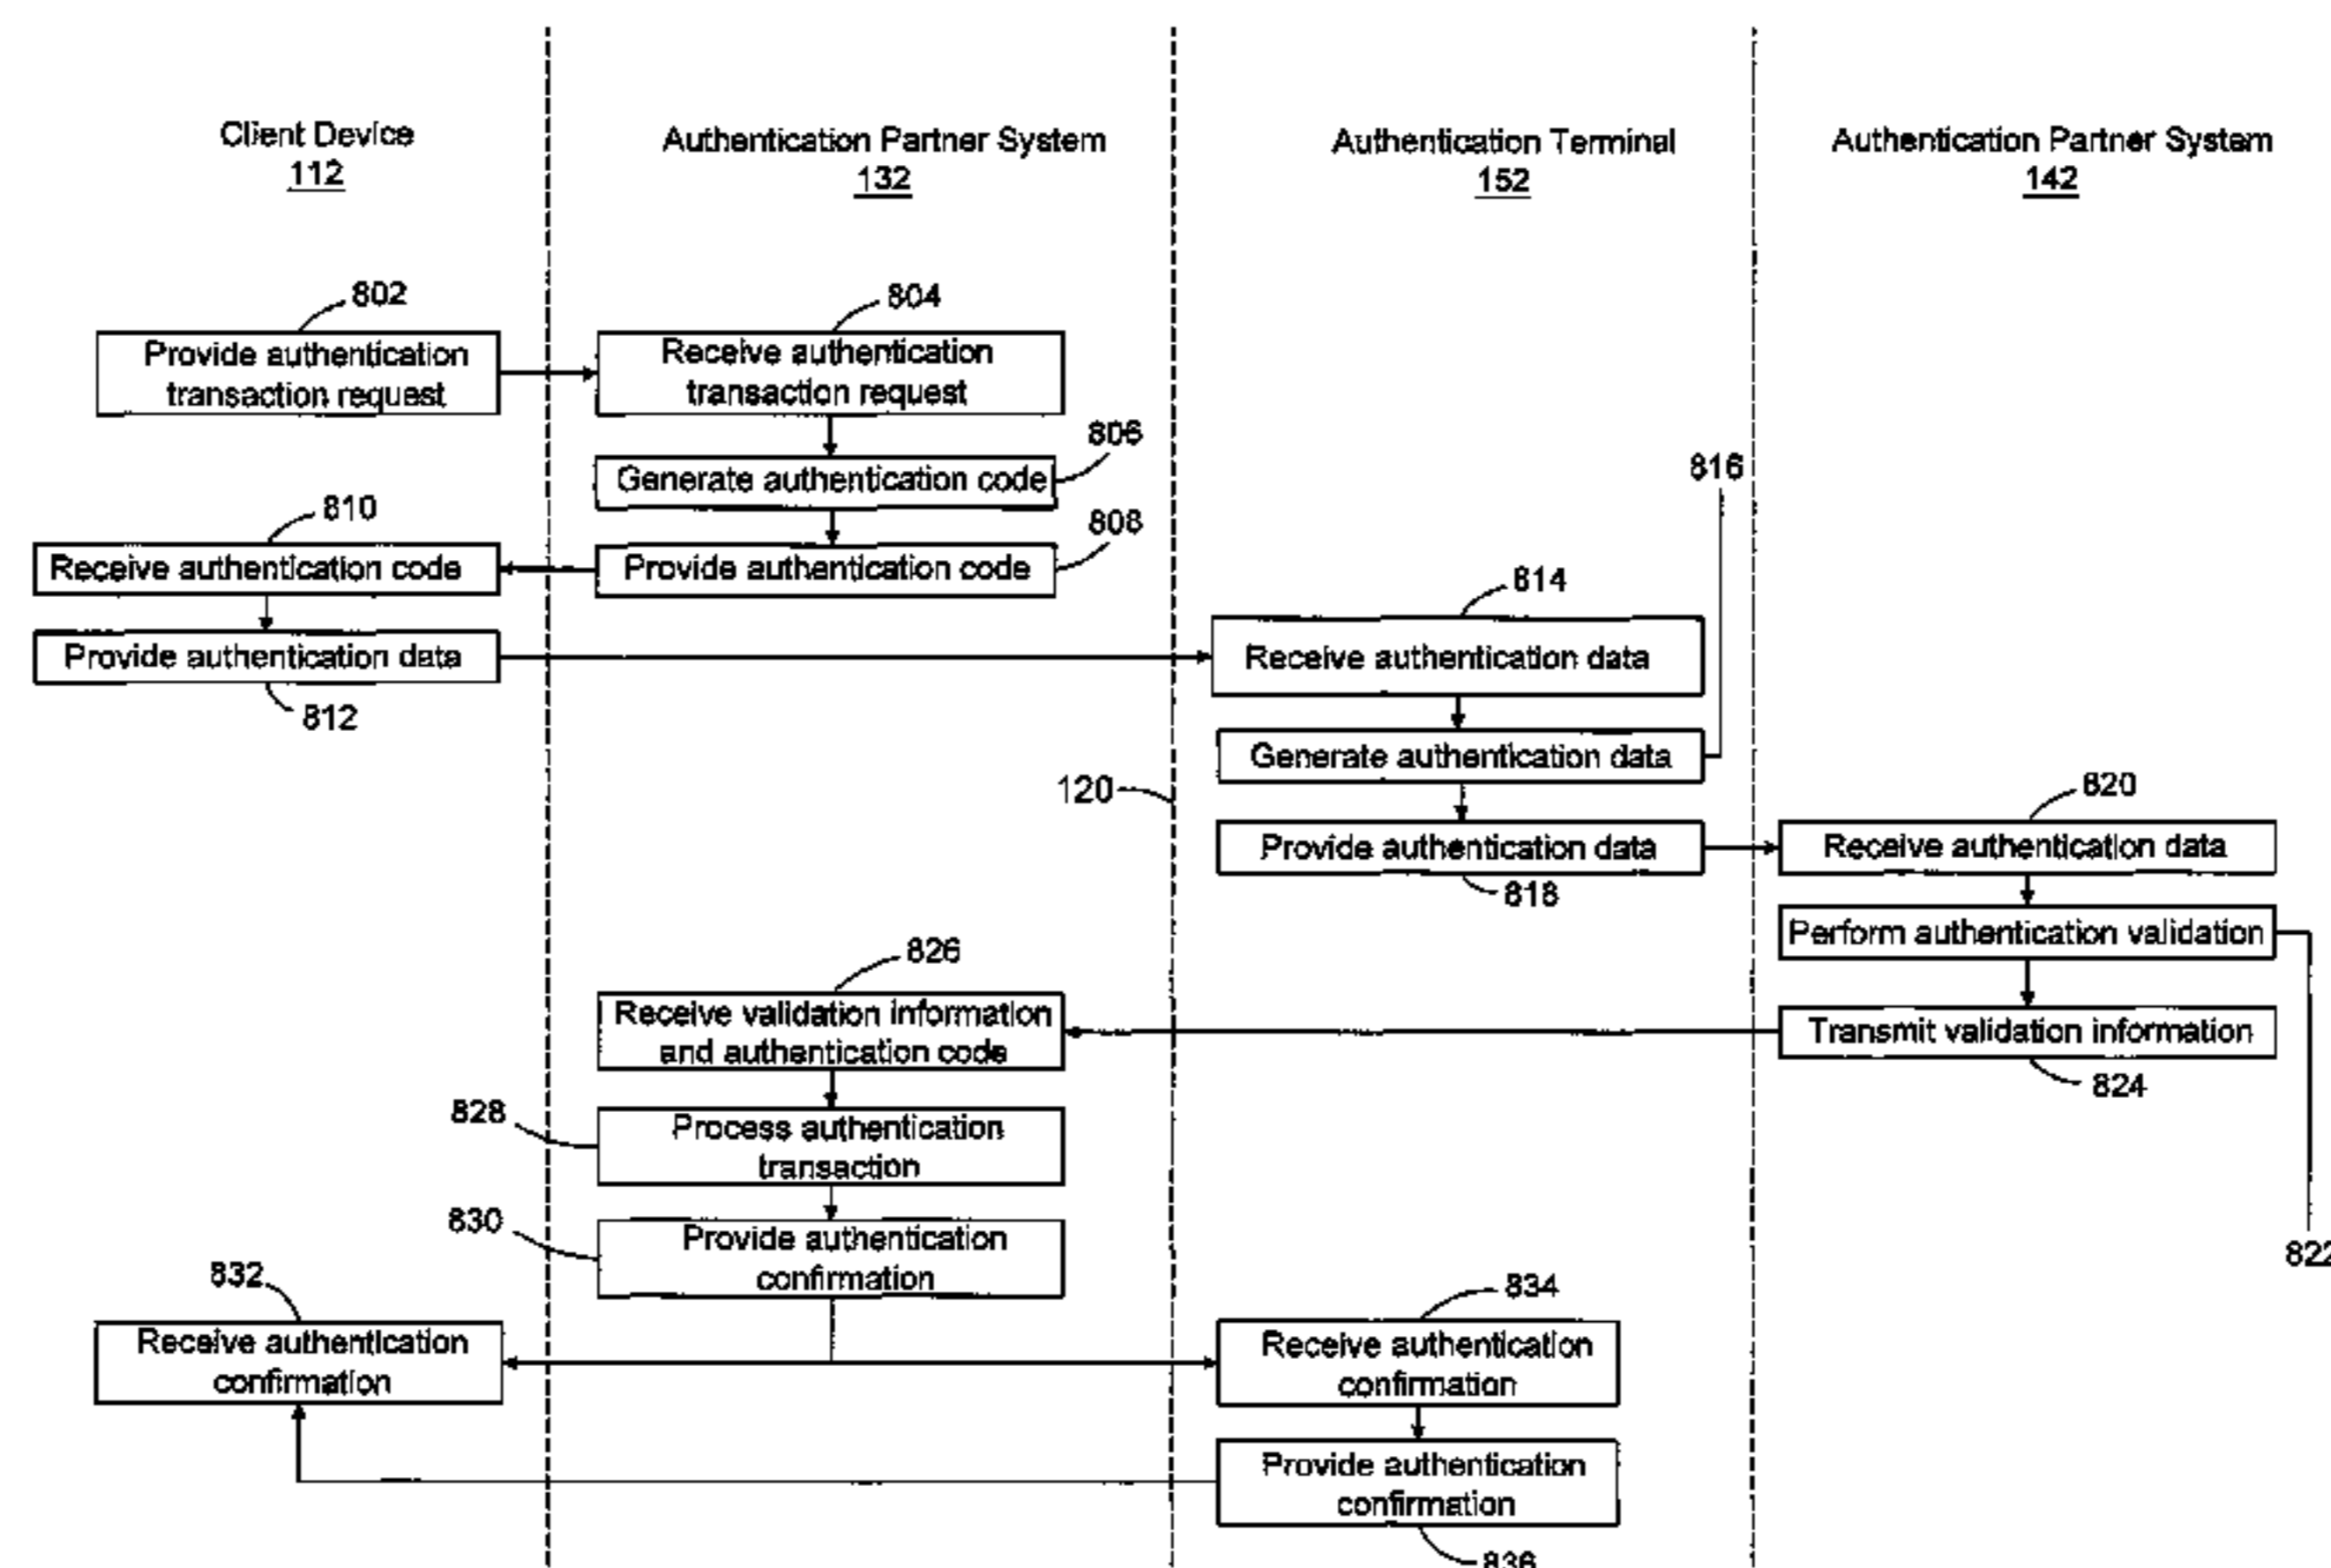 Client Device
112
Authentication Partner System
132
Authentication Terminal
152
Authentication Partner System
142
802
Provide authentication
transaction request
804
Receive authentication
transaction request
806
Generate authentication code
808
Provide authentication code
810
Receive authentication code
Provide authentication data
812
814
Receive authentication data
816
Generate authentication data
120
Provide authentication data
818
820
Receive authentication data
Perform authentication validation
822
Transmit validation information
824
826
Receive validation information
and authentication code
828
Process authentication
transaction
830
Provide authentication
confirmation
832
Receive authentication
confirmation
834
Receive authentication
confirmation
Provide authentication
confirmation
836